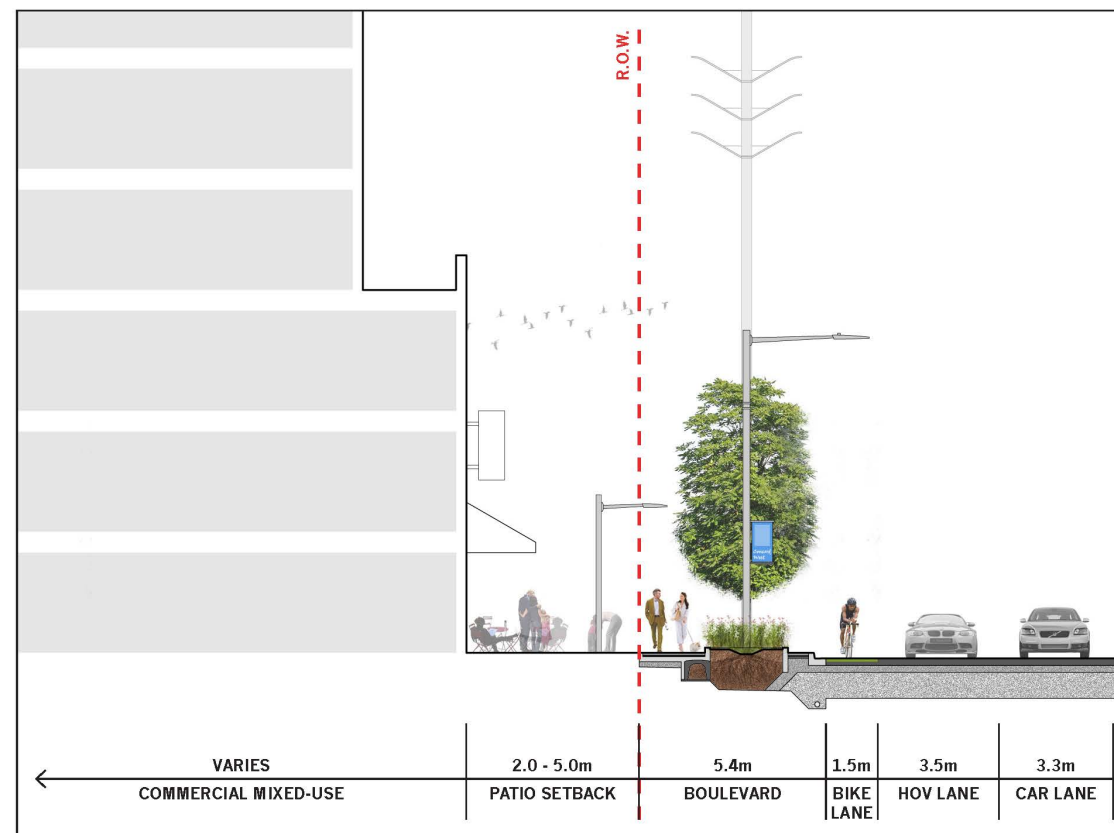 R.O.W.
VARIES
2.0 - 5.0m
5.4m
1.5m
3.5m
3.3m
COMMERCIAL MIXED-USE
PATIO SETBACK
BOULEVARD
BIKE
LANE
HOV LANE
CAR LANE